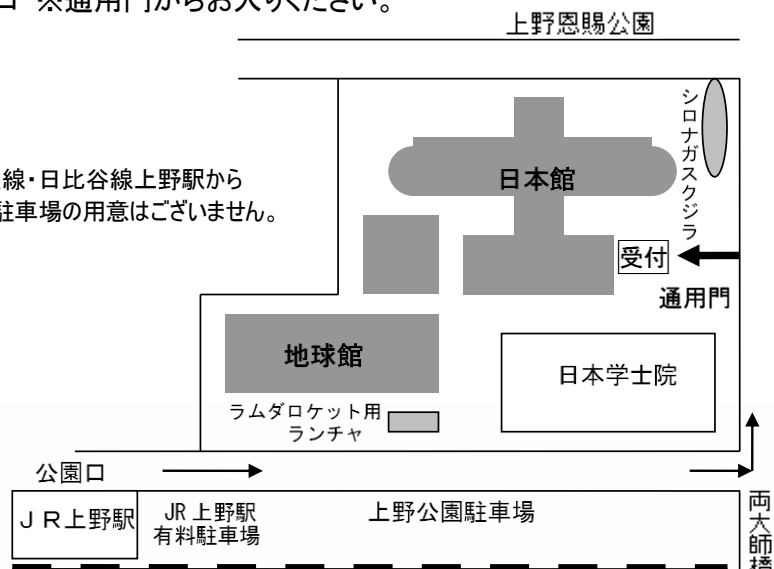 口 ※通用門からお入りください。
上野恩賜公園
線・日比谷線上野駅から
駐車場の用意はございません。
シロナガスクジラ
日本館
受付
通用門
地球館
日本学士院
ラムダロケット用
ランチャ
公園口
ＪＲ上野駅
JR 上野駅
有料駐車場
上野公園駐車場
両大師橋